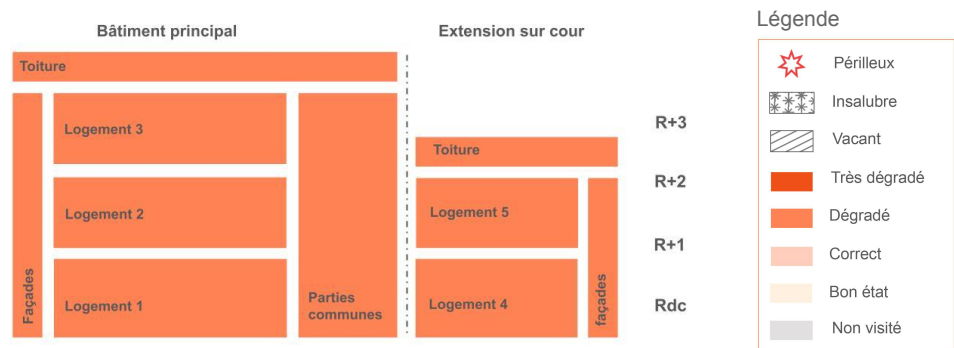 Bâtiment principal
Extension sur cour
Toiture
Façades
Logement 3
Logement 2
Logement 1
Parties
communes
Toiture
Logement 5
Logement 4
façades
R+3
R+2
R+1
Rdc
Légende
Périlleux
Insalubre
Vacant
Très dégradé
Dégradé
Correct
Bon état
Non visité